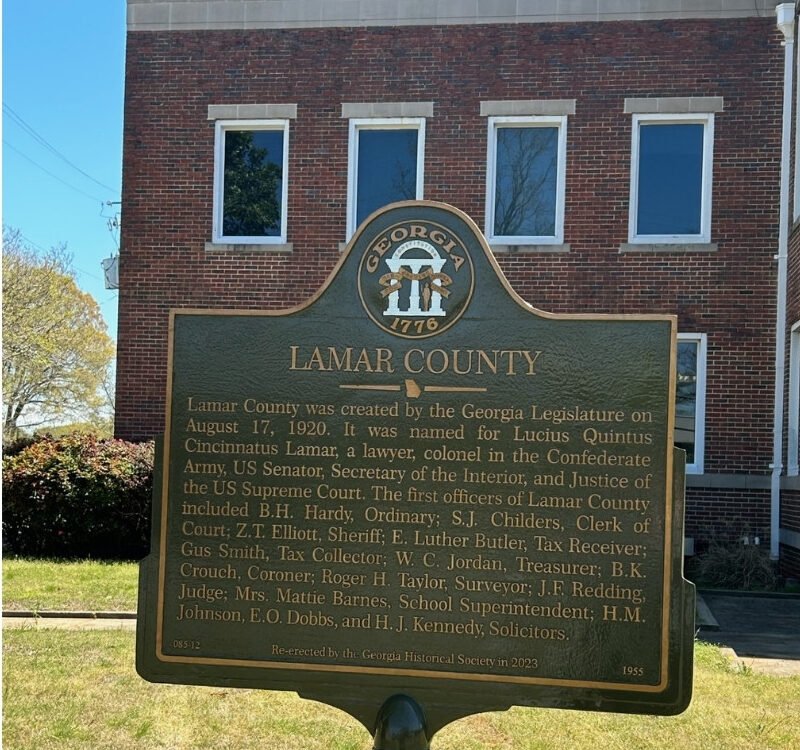 GEORGIA
CONSTITUTION
1776
LAMAR COUNTY
Lamar County was created by the Georgia Legislature on
August 17, 1920. It was named for Lucius Quintus
Cincinnatus Lamar, a lawyer, colonel in the Confederate
Army, US Senator, Secretary of the Interior, and Justice of
the US Supreme Court. The first officers of Lamar County
included B.H. Hardy, Ordinary; S.J. Childers, Clerk of
Court; Z.T. Elliott, Sheriff; E. Luther Butler, Tax Receiver;
Gus Smith, Tax Collector; W. C. Jordan, Treasurer; B.K.
Crouch, Coroner; Roger H. Taylor, Surveyor; J.F. Redding,
Judge; Mrs. Mattie Barnes, School Superintendent; H.M.
Johnson, E.O. Dobbs, and H. J. Kennedy, Solicitors.
085-12
Re-erected by the Georgia Historical Society in 2023
1955